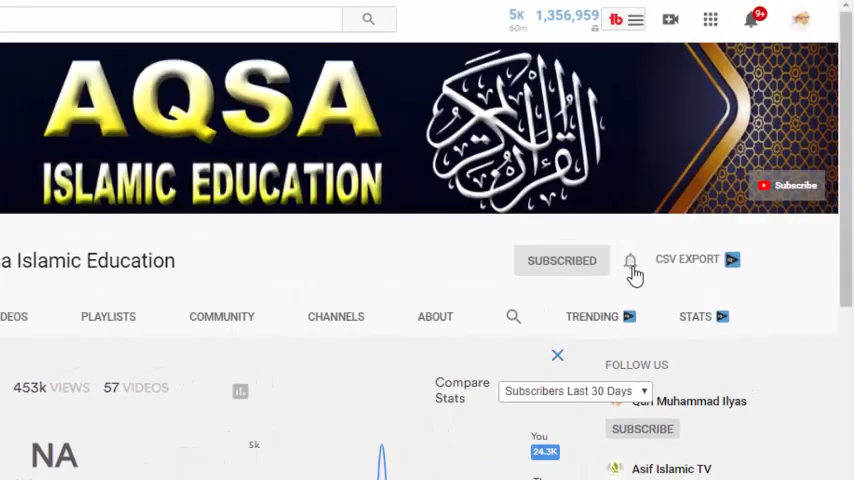 5K 1,356,959
60m
9+
AQSA
ISLAMIC EDUCATION
القرآن الكريم
Subscribe
a Islamic Education
SUBSCRIBED
CSV EXPORT
DEOS PLAYLISTS COMMUNITY CHANNELS ABOUT TRENDING STATS
453k VIEWS 57 VIDEOS
Compare
Stats
Subscribers Last 30 Days
FOLLOW US
Qari Muhammad Ilyas
SUBSCRIBE
NA
5k
You
24.3K
Asif Islamic TV